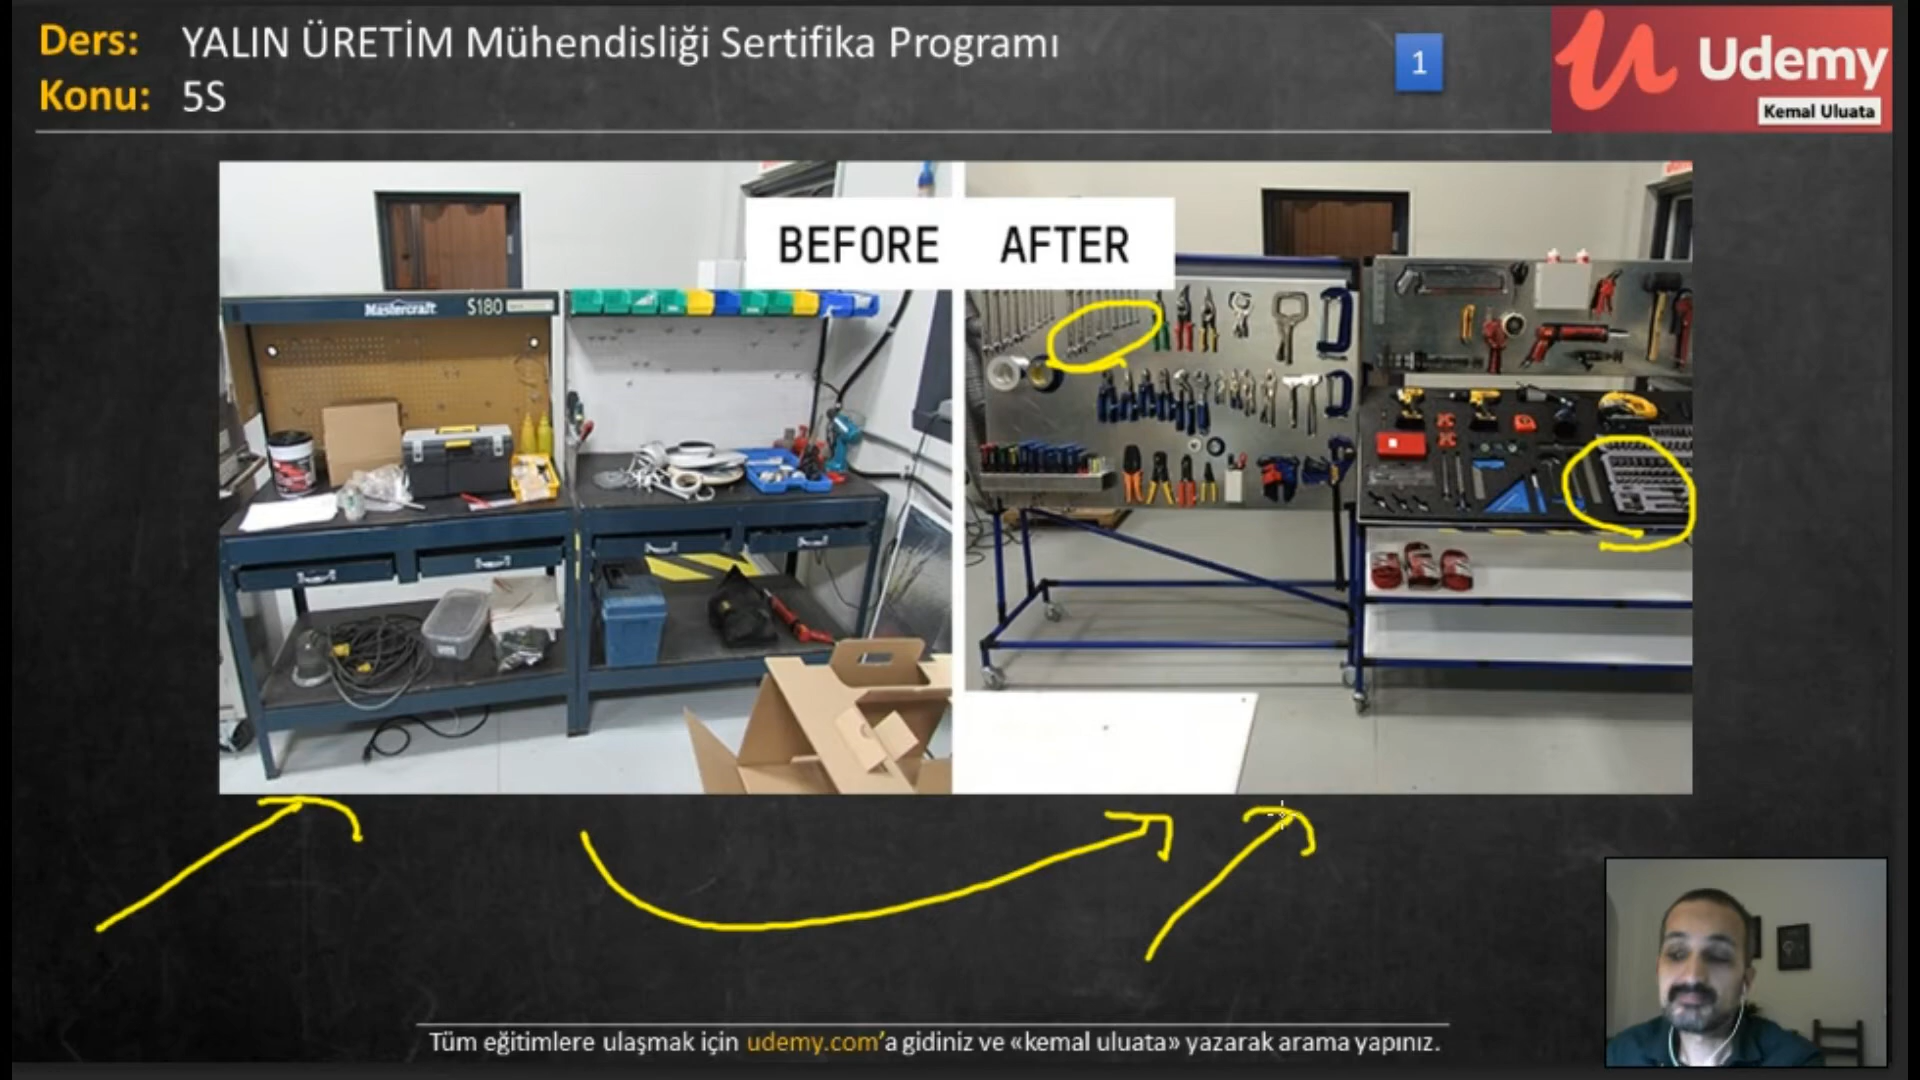 Ders: YALIN ÜRETİM Mühendisliği Sertifika Programı
Konu: 5S
1
Udemy
Kemal Uluata
BEFORE AFTER
Mastercraft S180
Tüm eğitimlere ulaşmak için udemy.com'a gidiniz ve «kemal uluata» yazarak arama yapınız.